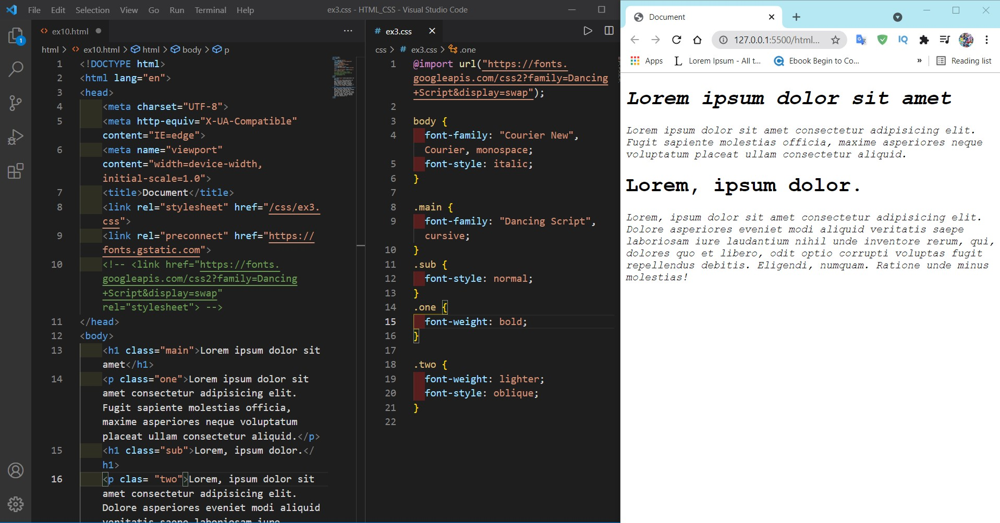 File Edit Selection View Go Run Terminal Help
ex3.css - HTML_CSS - Visual Studio Code
1
ex10.html
html > ex10.html > html > body > p
1 <!DOCTYPE html>
2 <html lang="en">
3 <head>
4 <meta charset="UTF-8">
5 <meta http-equiv="X-UA-Compatible"
content="IE=edge">
6 <meta name="viewport"
content="width=device-width,
initial-scale=1.0">
7 <title>Document</title>
8 <link rel="stylesheet" href="/css/ex3.
css">
9 <link rel="preconnect" href="https://
fonts.gstatic.com">
10 <!-- <link href="https://fonts.
googleapis.com/css2?family=Dancing
+Script&display=swap"
rel="stylesheet"> -->
11 </head>
12 <body>
13 <h1 class="main">Lorem ipsum dolor sit
amet</h1>
14 <p class="one">Lorem ipsum dolor sit
amet consectetur adipisicing elit.
Fugit sapiente molestias officia,
maxime asperiores neque voluptatum
placeat ullam consectetur aliquid.</p>
15 <h1 class="sub">Lorem, ipsum dolor.</
h1>
16 <p clas= "two">Lorem, ipsum dolor sit
amet consectetur adipisicing elit.
Dolore asperiores eveniet modi aliquid
veritatis saepe laboriosam iure
ex3.css
css > # ex3.css > .one
1 @import url("https://fonts.
googleapis.com/css2?family=Dancing
+Script&display=swap");
2
3 body {
4 font-family: "Courier New",
Courier, monospace;
5 font-style: italic;
6 }
7
8 .main {
9 font-family: "Dancing Script",
cursive;
10 }
11 .sub {
12 font-style: normal;
13 }
14 .one {
15 font-weight: bold;
16 }
17
18 .two {
19 font-weight: lighter;
20 font-style: oblique;
21 }
22
Document
127.0.0.1:5500/html...
IQ
Apps
Lorem Ipsum - All t...
Ebook Begin to Co...
»
Reading list
Lorem ipsum dolor sit amet
Lorem ipsum dolor sit amet consectetur adipisicing elit.
Fugit sapiente molestias officia, maxime asperiores neque
voluptatum placeat ullam consectetur aliquid.
Lorem, ipsum dolor.
Lorem, ipsum dolor sit amet consectetur adipisicing elit.
Dolore asperiores eveniet modi aliquid veritatis saepe
laboriosam iure laudantium nihil unde inventore rerum, qui,
dolores quo et libero, odit optio corrupti voluptas fugit
repellendus debitis. Eligendi, numquam. Ratione unde minus
molestias!